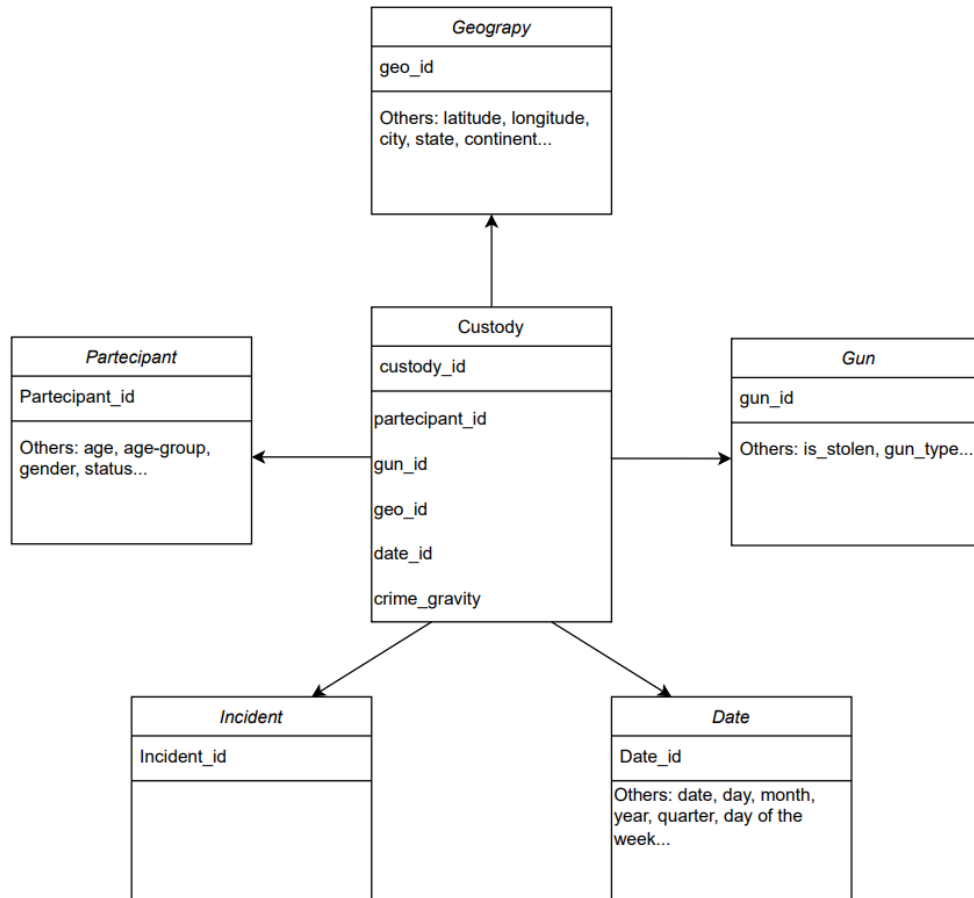 Geograpy
geo_id
Others: latitude, longitude,
city, state, continent...
Custody
custody_id
partecipant_id
gun_id
geo_id
date_id
crime_gravity
Partecipant
Partecipant_id
Others: age, age-group,
gender, status...
Gun
gun_id
Others: is_stolen, gun_type...
Incident
Incident_id
Date
Date_id
Others: date, day, month,
year, quarter, day of the
week...